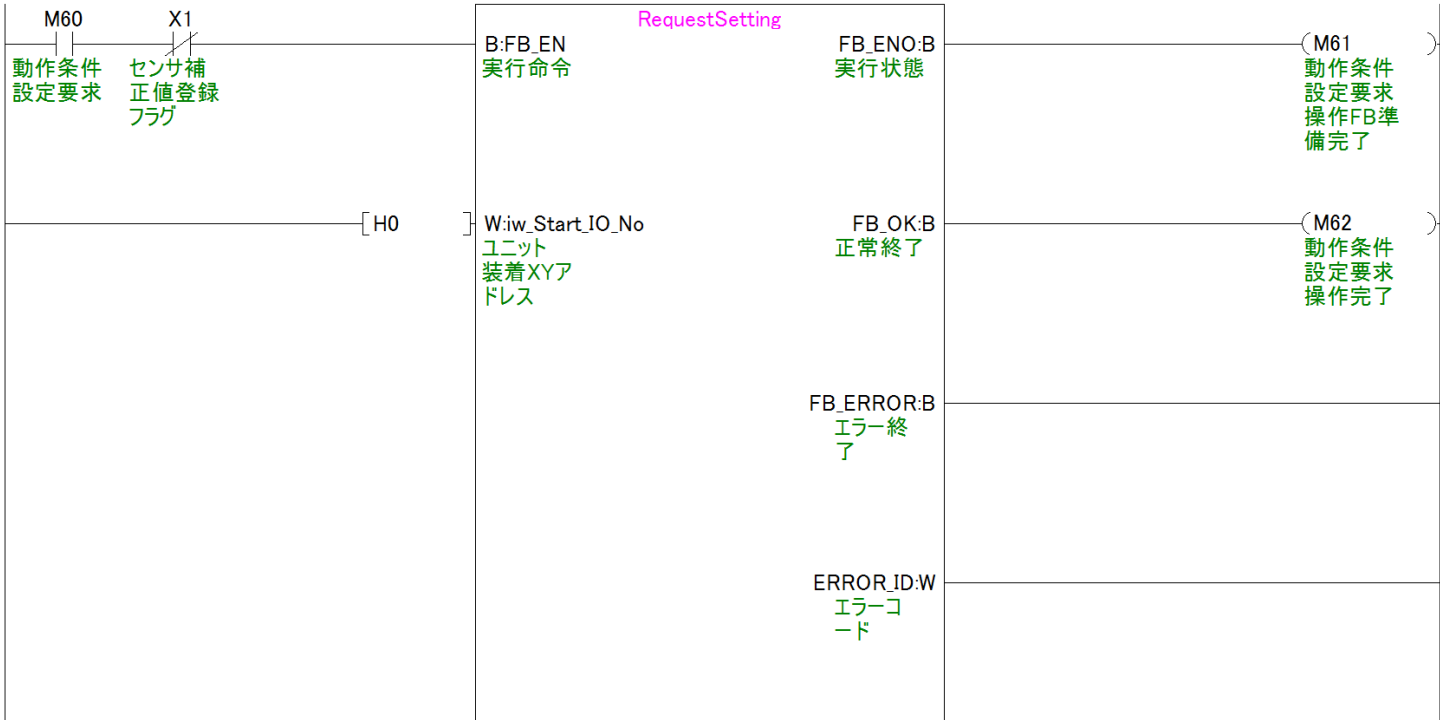 RequestSetting
M60
X1
B:FB_EN
FB_ENO:B
M61
動作条件
設定要求
センサ補
正値登録
フラグ
実行命令
実行状態
動作条件
設定要求
操作FB準
備完了
H0
W:iw_Start_IO_No
FB_OK:B
M62
ユニット
装着XYア
ドレス
正常終了
動作条件
設定要求
操作完了
FB_ERROR:B
エラー終
了
ERROR_ID:W
エラーコ
ード